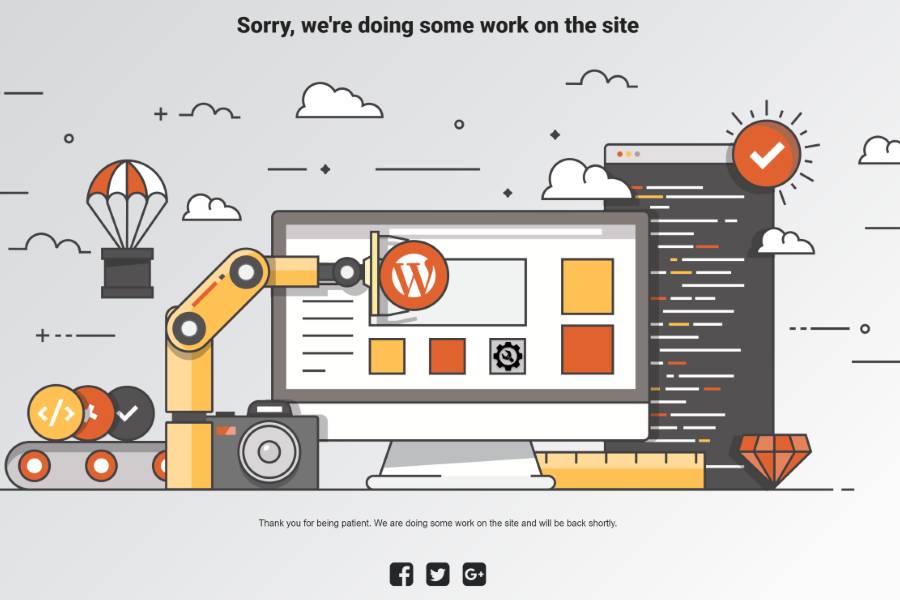 Sorry, we're doing some work on the site
W
</>
Thank you for being patient. We are doing some work on the site and will be back shortly.
f
G+